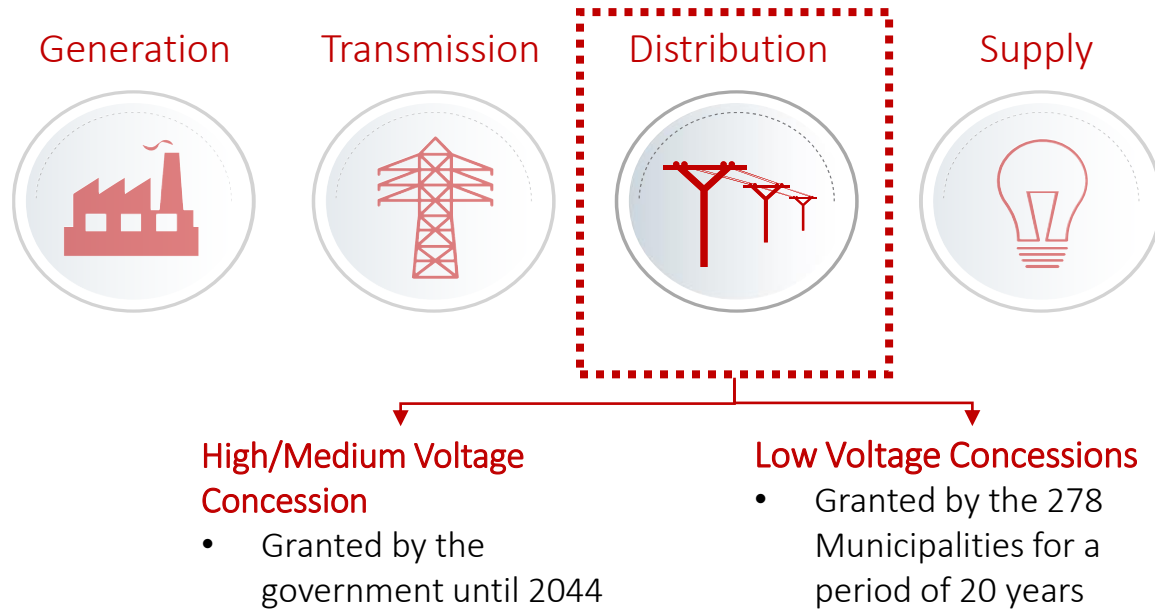 Generation
Transmission
Distribution
Supply
High/Medium Voltage
Concession
• Granted by the
government until 2044
Low Voltage Concessions
• Granted by the 278
Municipalities for a
period of 20 years